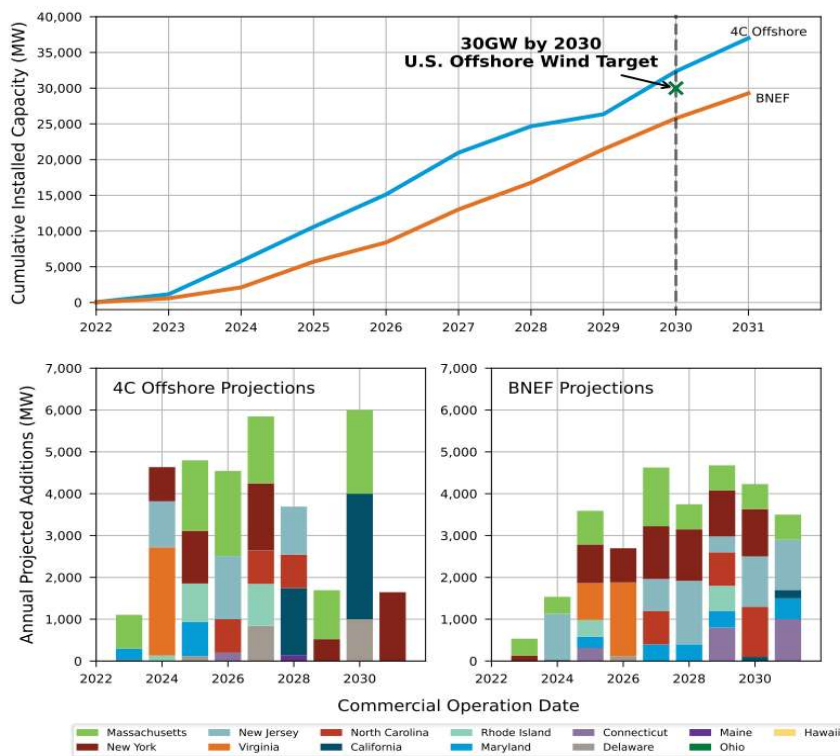 40,000
35,000
30,000
25,000
20,000
15,000
10,000
5,000
0
Cumulative Installed Capacity (MW)
30GW by 2030
U.S. Offshore Wind Target
4C Offshore
BNEF
2022 2023 2024 2025 2026 2027 2028 2029 2030 2031
7,000
6,000
5,000
4,000
3,000
2,000
1,000
0
Annual Projected Additions (MW)
4C Offshore Projections
2022 2024 2026 2028 2030
7,000
6,000
5,000
4,000
3,000
2,000
1,000
0
BNEF Projections
2022 2024 2026 2028 2030
Commercial Operation Date
Massachusetts New Jersey North Carolina Rhode Island Connecticut Maine Hawa
New York Virginia California Maryland Delaware Ohio